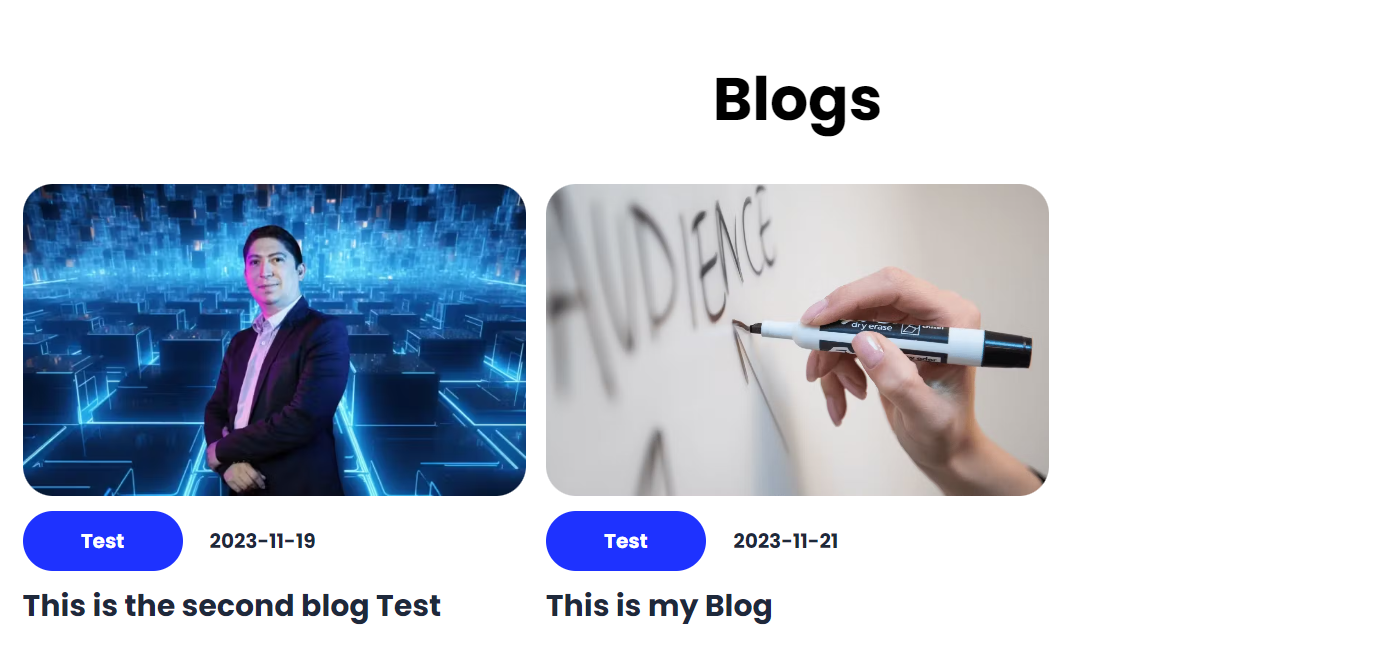 Blogs
AUDIENCE
dry erase
Test
2023-11-19
Test
2023-11-21
This is the second blog Test
This is my Blog